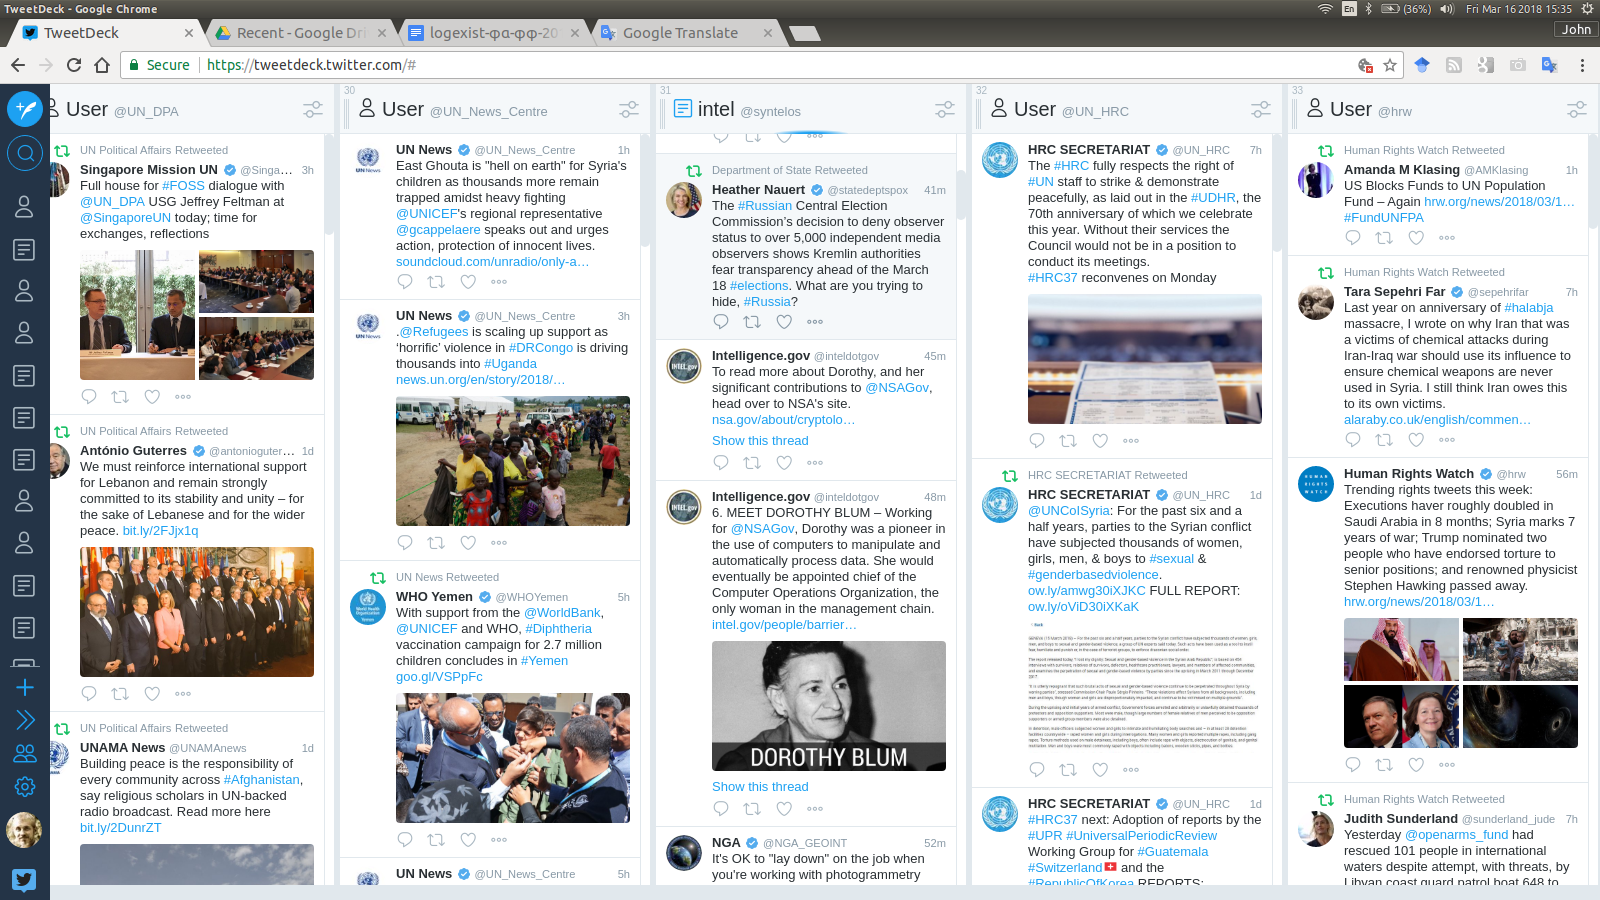 TweetDeck - Google Chrome
En
(36%)
Fri Mar 16 2018 15:35
TweetDeck
Recent - Google Dri
logexist-φα-φφ-20
Google Translate
John
Secure
https://tweetdeck.twitter.com/#
User @UN_DPA
UN Political Affairs Retweeted
Singapore Mission UN @Singa… 3h
Full house for #FOSS dialogue with
@UN_DPA USG Jeffrey Feltman at
@SingaporeUN today; time for
exchanges, reflections
UN Political Affairs Retweeted
António Guterres @antonioguter… 1d
We must reinforce international support
for Lebanon and remain strongly
committed to its stability and unity – for
the sake of Lebanese and for the wider
peace. bit.ly/2FJjx1q
UN Political Affairs Retweeted
UNAMA News @UNAMAnews 1d
Building peace is the responsibility of
every community across #Afghanistan,
say religious scholars in UN-backed
radio broadcast. Read more here
bit.ly/2DunrZT
30
User @UN_News_Centre
UN News @UN_News_Centre 1h
East Ghouta is "hell on earth" for Syria's
children as thousands more remain
trapped amidst heavy fighting
@UNICEF's regional representative
@gcappelaere speaks out and urges
action, protection of innocent lives.
soundcloud.com/unradio/only-a…
UN News @UN_News_Centre 3h
.@Refugees is scaling up support as
‘horrific’ violence in #DRCongo is driving
thousands into #Uganda
news.un.org/en/story/2018/…
UN News Retweeted
WHO Yemen @WHOYemen 5h
With support from the @WorldBank,
@UNICEF and WHO, #Diphtheria
vaccination campaign for 2.7 million
children concludes in #Yemen
goo.gl/VSPpFc
UN News @UN_News_Centre 5h
31
intel @syntelos
Department of State Retweeted
Heather Nauert @statedeptspox 41m
The #Russian Central Election
Commission’s decision to deny observer
status to over 5,000 independent media
observers shows Kremlin authorities
fear transparency ahead of the March
18 #elections. What are you trying to
hide, #Russia?
Intelligence.gov @inteldotgov 45m
To read more about Dorothy, and her
significant contributions to @NSAGov,
head over to NSA's site.
nsa.gov/about/cryptolo…
Show this thread
Intelligence.gov @inteldotgov 48m
6. MEET DOROTHY BLUM – Working
for @NSAGov, Dorothy was a pioneer in
the use of computers to manipulate and
automatically process data. She would
eventually be appointed chief of the
Computer Operations Organization, the
only woman in the management chain.
intel.gov/people/barrier…
DOROTHY BLUM
Show this thread
NGA @NGA_GEOINT 52m
It's OK to "lay down" on the job when
you're working with photogrammetry
32
User @UN_HRC
HRC SECRETARIAT @UN_HRC 7h
The #HRC fully respects the right of
#UN staff to strike & demonstrate
peacefully, as laid out in the #UDHR, the
70th anniversary of which we celebrate
this year. Without their services the
Council would not be in a position to
conduct its meetings.
#HRC37 reconvenes on Monday
HRC SECRETARIAT Retweeted
HRC SECRETARIAT @UN_HRC 1d
@UNCoISyria: For the past six and a
half years, parties to the Syrian conflict
have subjected thousands of women,
girls, men, & boys to #sexual &
#genderbasedviolence.
ow.ly/amwg30iXJKC FULL REPORT:
ow.ly/oViD30iXKaK
HRC SECRETARIAT @UN_HRC 1d
#HRC37 next: Adoption of reports by the
#UPR #UniversalPeriodicReview
Working Group for #Guatemala
#Switzerland and the
#RepublicOfKorea REPORTS:
33
User @hrw
Human Rights Watch Retweeted
Amanda M Klasing @AMKlasing 1h
US Blocks Funds to UN Population
Fund – Again hrw.org/news/2018/03/1…
#FundUNFPA
Human Rights Watch Retweeted
Tara Sepehri Far @sepehrifar 7h
Last year on anniversary of #halabja
massacre, I wrote on why Iran that was
a victims of chemical attacks during
Iran-Iraq war should use its influence to
ensure chemical weapons are never
used in Syria. I still think Iran owes this
to its own victims.
alaraby.co.uk/english/commen…
Human Rights Watch @hrw 56m
Trending rights tweets this week:
Executions haver roughly doubled in
Saudi Arabia in 8 months; Syria marks 7
years of war; Trump nominated two
people who have endorsed torture to
senior positions; and renowned physicist
Stephen Hawking passed away.
hrw.org/news/2018/03/1…
Human Rights Watch Retweeted
Judith Sunderland @sunderland_jude 7h
Yesterday @openarms_fund had
rescued 101 people in international
waters despite attempt, with threats, by
Libyan coast guard patrol boat 648 to